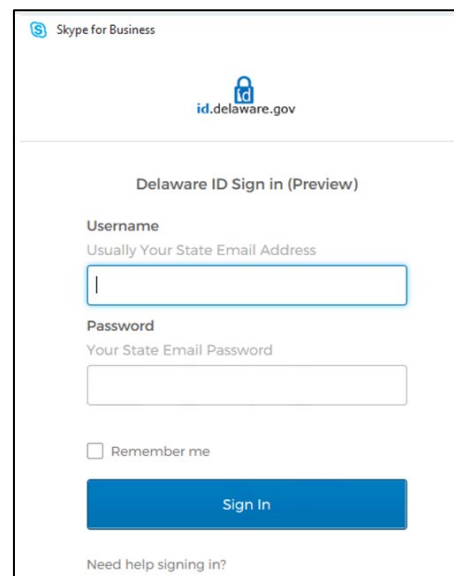 Skype for Business
id
id.delaware.gov
Delaware ID Sign in (Preview)
Username
Usually Your State Email Address
Password
Your State Email Password
Remember me
Sign In
Need help signing in?